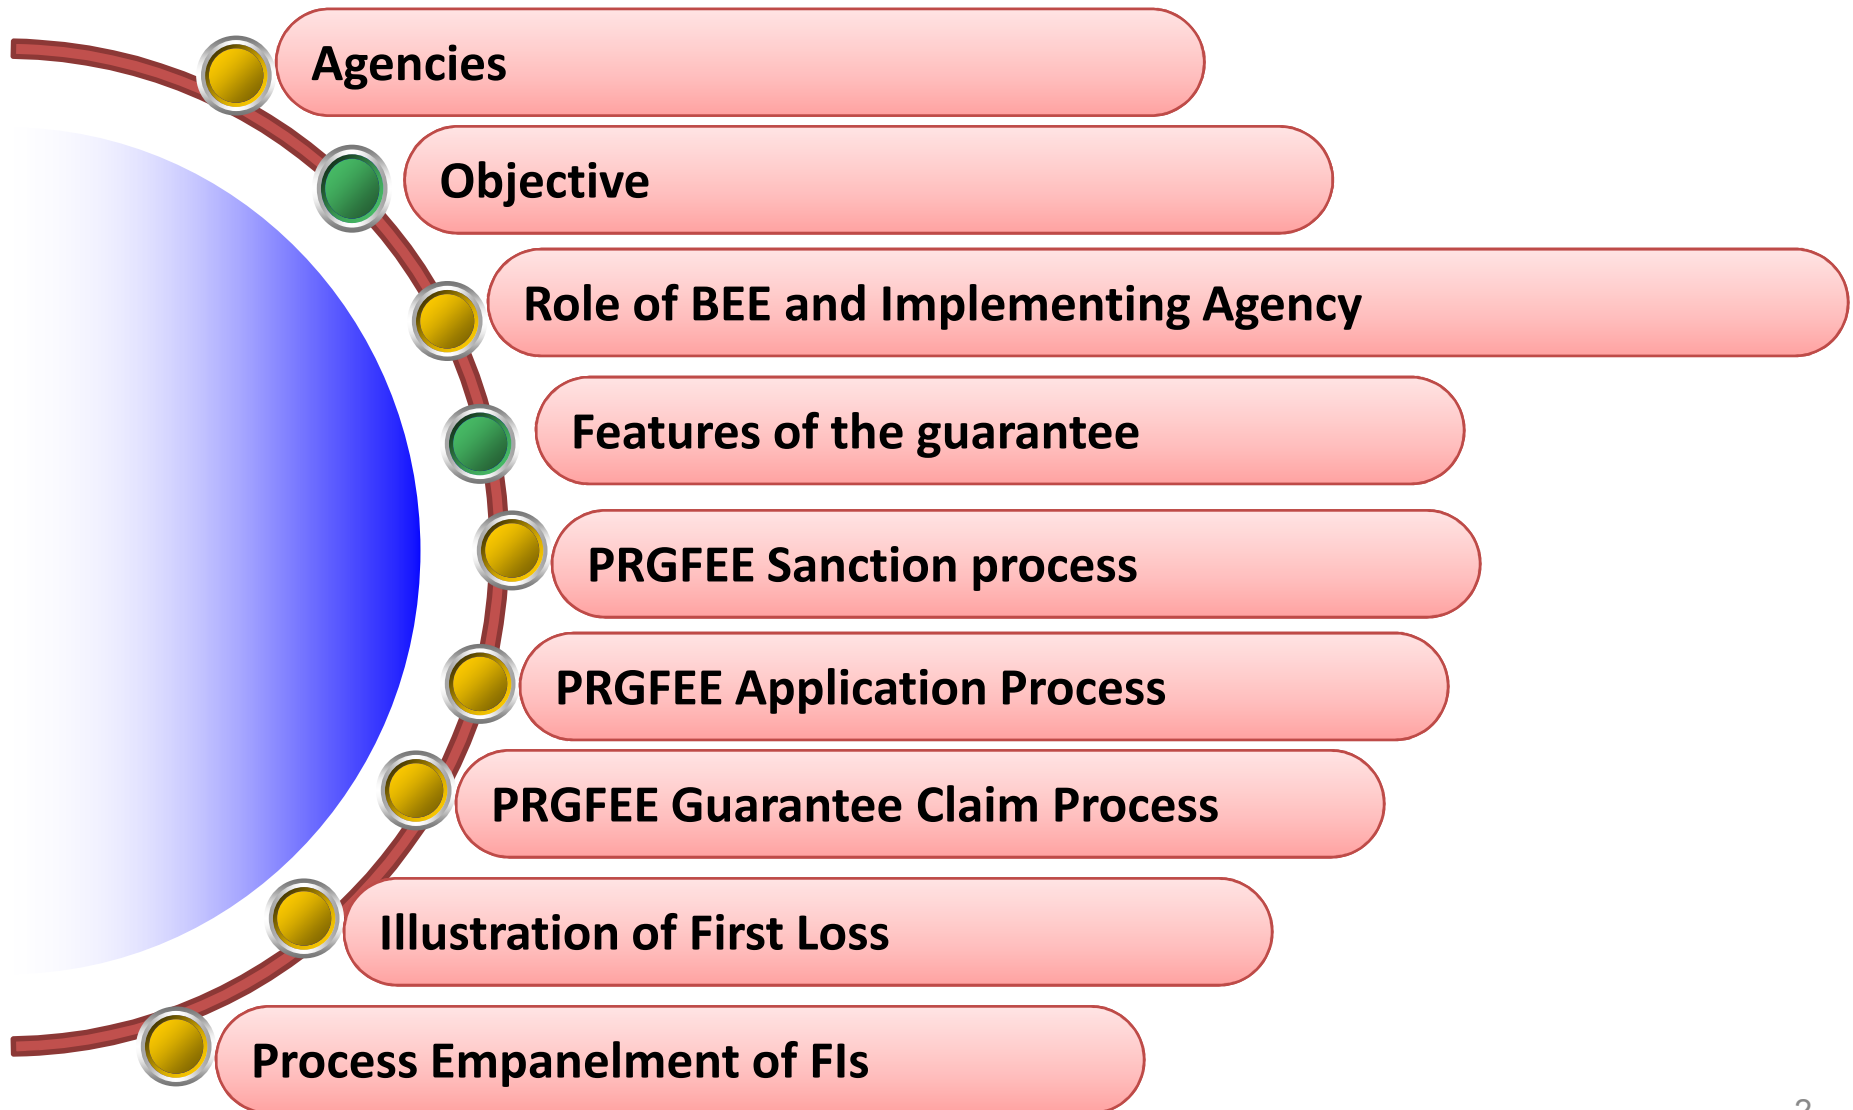 Agencies
Objective
Role of BEE and Implementing Agency
Features of the guarantee
PRGFEE Sanction process
PRGFEE Application Process
PRGFEE Guarantee Claim Process
Illustration of First Loss
Process Empanelment of FIs